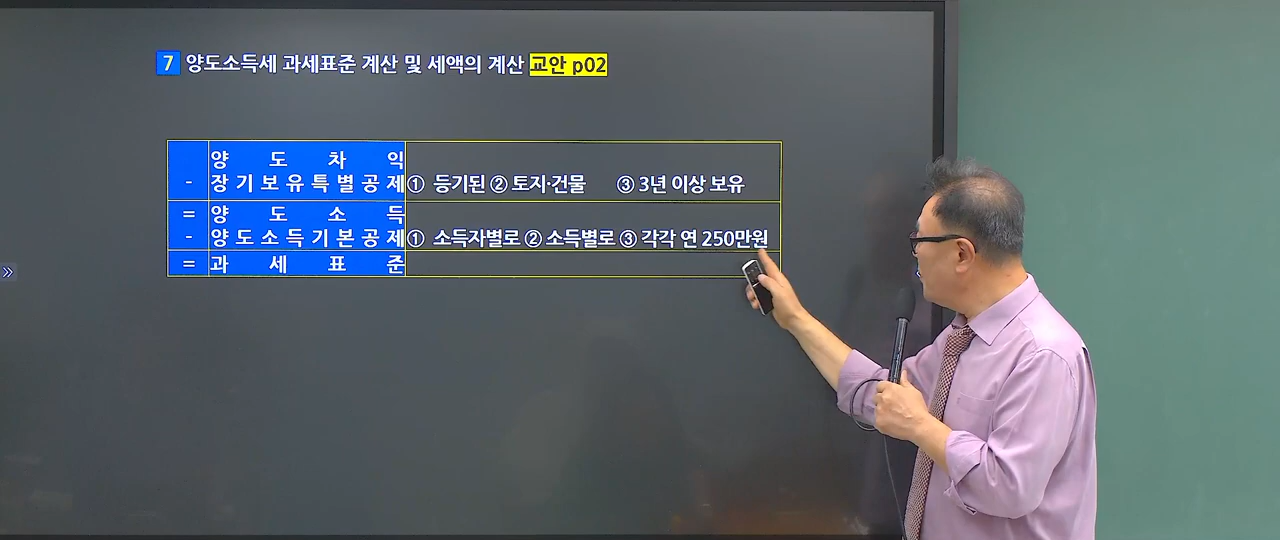 7 양도소득세 과세표준 계산 및 세액의 계산 교안 p02
양 도 차 익
- 장기보유특별공제 ① 등기된 ② 토지·건물 ③ 3년 이상 보유
= 양 도 소 득
- 양도소득기본공제 ① 소득자별로 ② 소득별로 ③ 각각 연 250만원
= 과 세 표 준